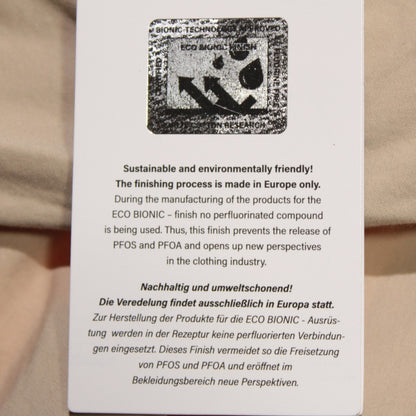 BIONIC TECHNOLOGY APPROVED
ECO BIONIC FINISH
Sustainable and environmentally friendly!
The finishing process is made in Europe only.
During the manufacturing of the products for the
ECO BIONIC – finish no perfluorinated compound
is being used. Thus, this finish prevents the release of
PFOS and PFOA and opens up new perspectives
in the clothing industry.
Nachhaltig und umweltschonend!
Die Veredelung findet ausschließlich in Europa statt.
Zur Herstellung der Produkte für die ECO BIONIC - Ausrüs-
tung werden in der Rezeptur keine perfluorierten Verbindun-
gen eingesetzt. Dieses Finish vermeidet so die Freisetzung
von PFOS und PFOA und eröffnet im
Bekleidungsbereich neue Perspektiven.